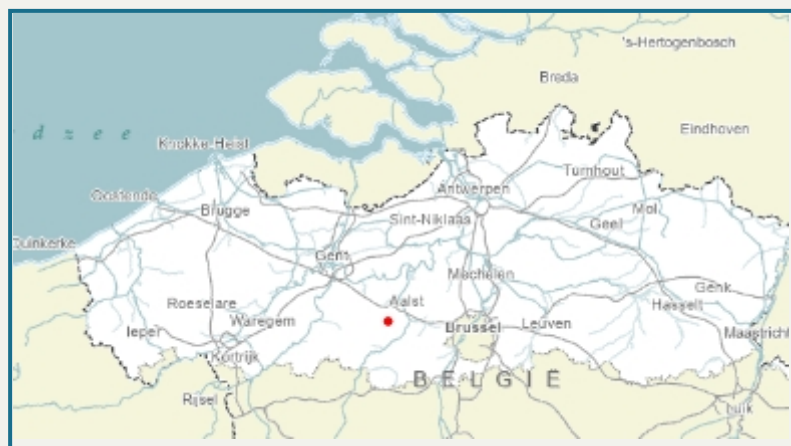 's-Hertogenbosch
Breda
Eindhoven
d z e e
Knokke-Heist
Turnhout
Oostende
Antwerpen
Brugge
Sint-Niklaas
Mol
Geel
Duinkerke
Gent
Mechelen
Genk
Roeselare
Aalst
Hasselt
Ieper
Waregem
Brussel
Leuven
Maastricht
Kortrijk
BELGIË
Rijsel
Luik